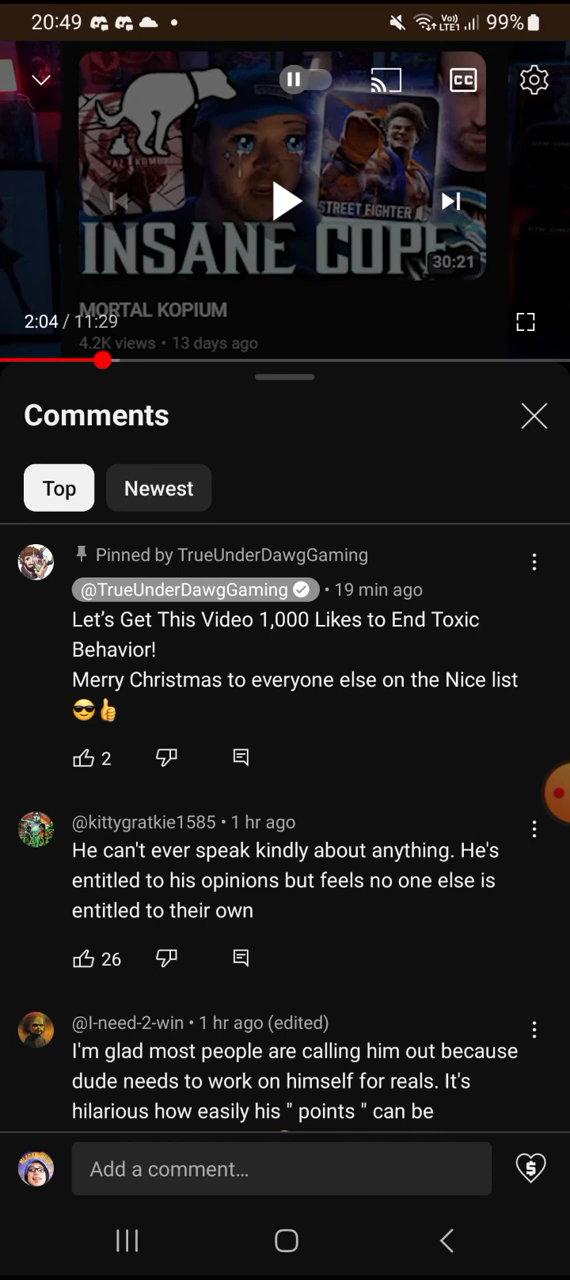 20:49
Vo))
LTE1
99%
CC
STREET FIGHTER
INSANE COPE
30:21
MORTAL KOPIUM
2:04 / 11:29
4.2K views • 13 days ago
Comments
Top
Newest
Pinned by TrueUnderDawgGaming
@TrueUnderDawgGaming • 19 min ago
Let’s Get This Video 1,000 Likes to End Toxic
Behavior!
Merry Christmas to everyone else on the Nice list
😎👍
2
@kittygratkie1585 • 1 hr ago
He can't ever speak kindly about anything. He's
entitled to his opinions but feels no one else is
entitled to their own
26
@I-need-2-win • 1 hr ago (edited)
I'm glad most people are calling him out because
dude needs to work on himself for reals. It's
hilarious how easily his " points " can be
Add a comment...